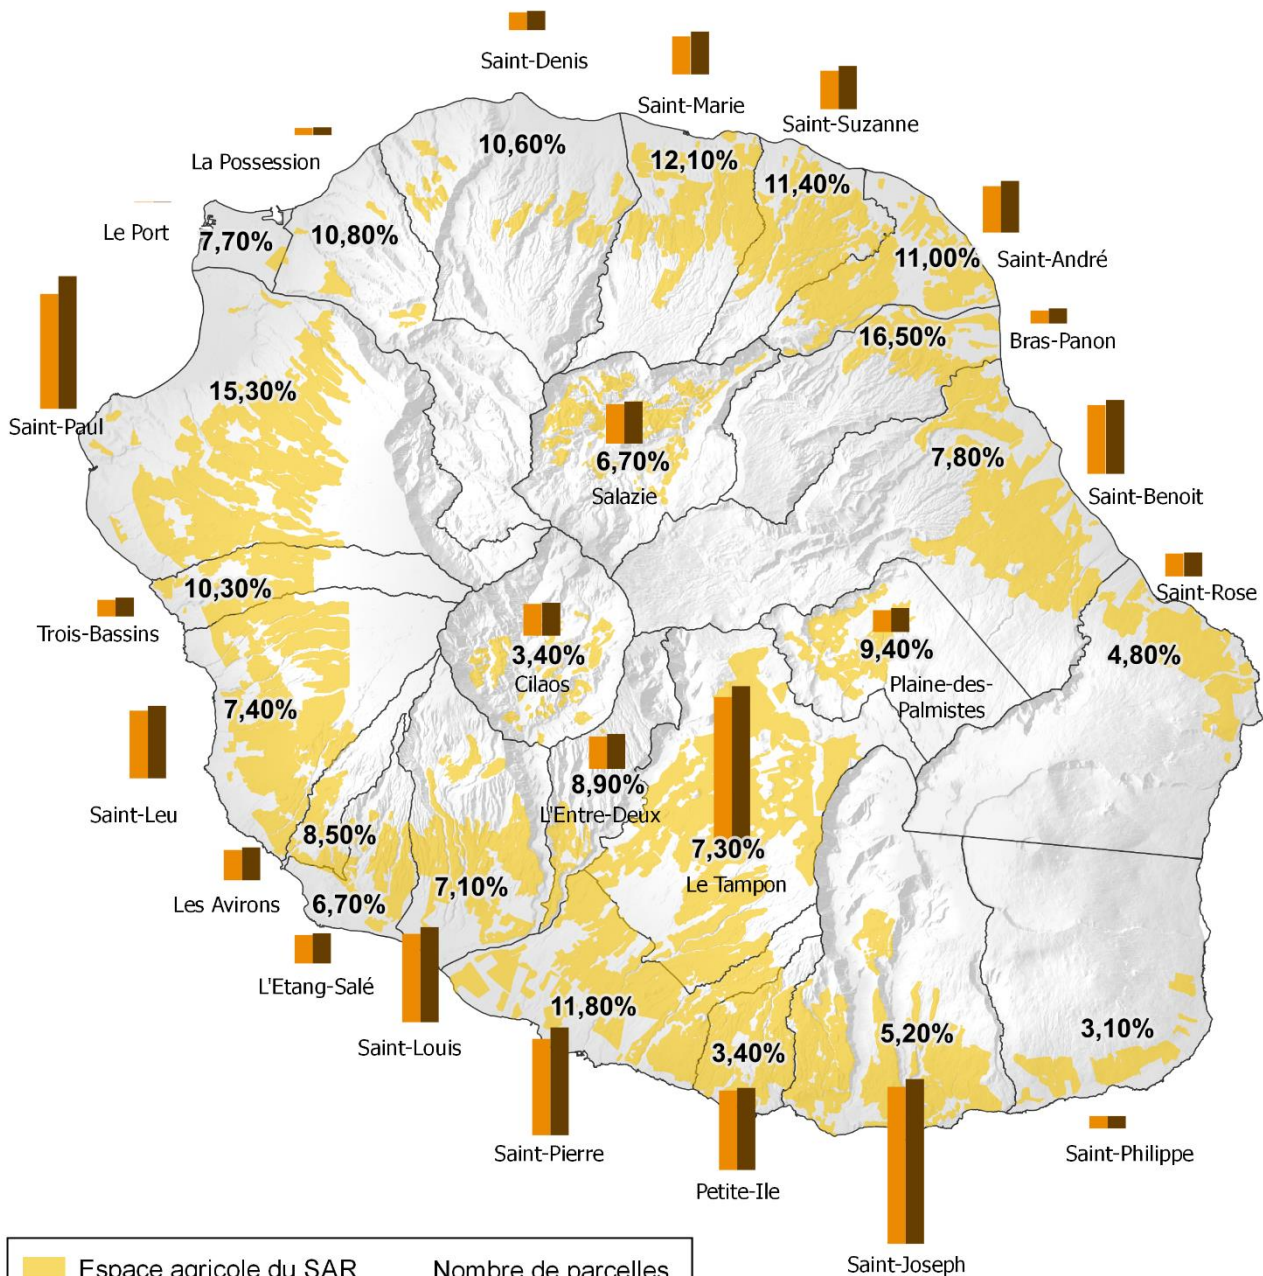 Saint-Denis
Saint-Marie
Saint-Suzanne
La Possession
10,60%
12,10%
11,40%
Le Port
7,70%
10,80%
11,00%
Saint-André
16,50%
Bras-Panon
15,30%
Saint-Paul
6,70%
Salazie
7,80%
Saint-Benoit
10,30%
Trois-Bassins
Saint-Rose
3,40%
Cilaos
9,40%
Plaine-des-
Palmistes
4,80%
7,40%
Saint-Leu
8,90%
L'Entre-Deux
8,50%
7,30%
Le Tampon
Les Avirons
6,70%
7,10%
L'Etang-Salé
Saint-Louis
11,80%
3,40%
5,20%
3,10%
Saint-Pierre
Petite-Ile
Saint-Philippe
Saint-Joseph
Espace agricole du SAR
Nombre de parcelles